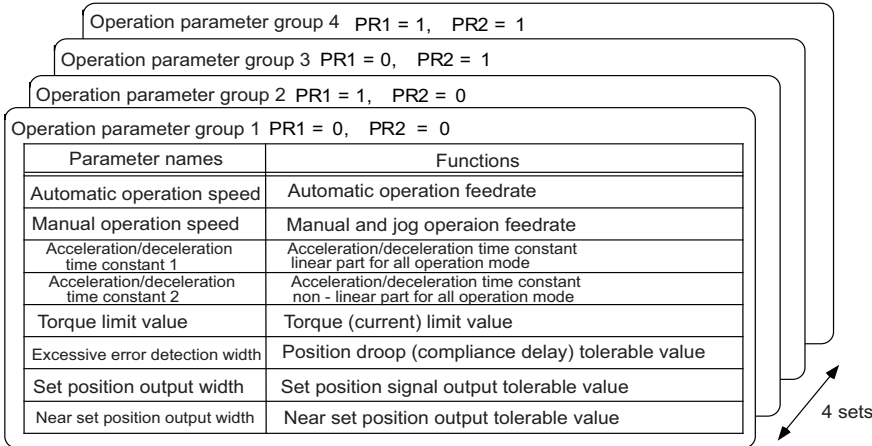 Operation parameter group 4 PR1 = 1, PR2 = 1
Operation parameter group 3 PR1 = 0, PR2 = 1
Operation parameter group 2 PR1 = 1, PR2 = 0
Operation parameter group 1 PR1 = 0, PR2 = 0
Parameter names Functions
Automatic operation speed Automatic operation feedrate
Manual operation speed Manual and jog operaion feedrate
Acceleration/deceleration Acceleration/deceleration time constant
time constant 1 linear part for all operation mode
Acceleration/deceleration Acceleration/deceleration time constant
time constant 2 non - linear part for all operation mode
Torque limit value Torque (current) limit value
Excessive error detection width Position droop (compliance delay) tolerable value
Set position output width Set position signal output tolerable value
Near set position output width Near set position output tolerable value
4 sets